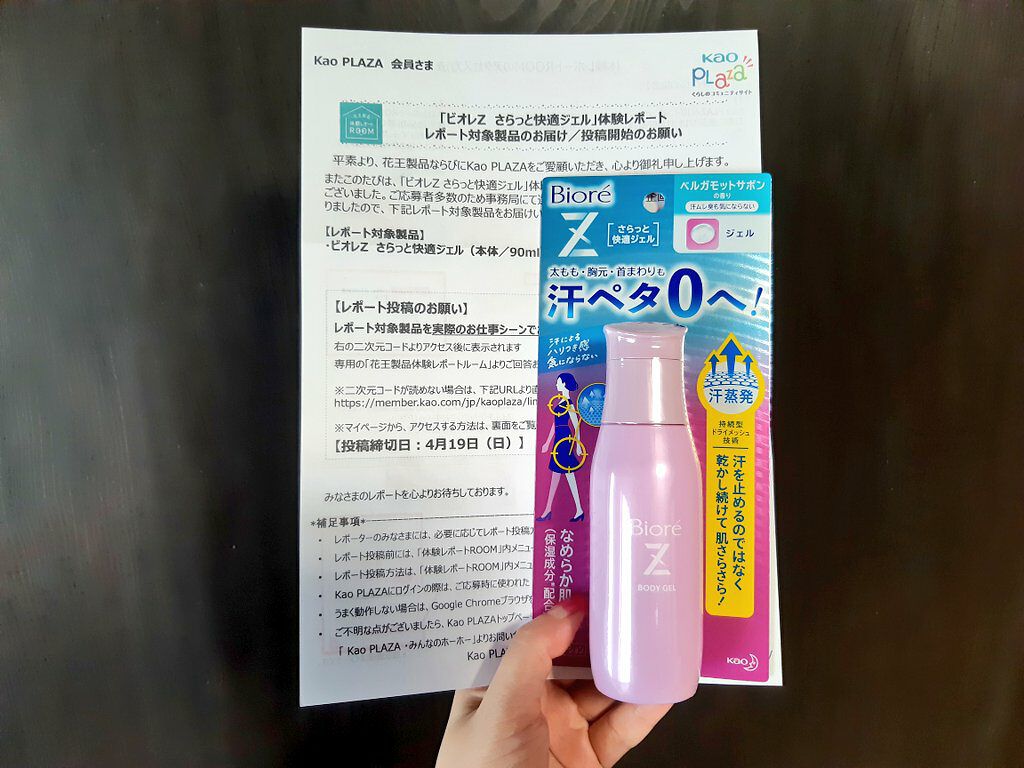 Kao PLAZA 会員さま
Kao
PLAZA
くらしのコミュニティサイト
体験レポート
ROOM
「ビオレZ さらっと快適ジェル」体験レポート
レポート対象製品のお届け／投稿開始のお願い
平素より、花王製品ならびにKao PLAZAをご愛顧いただき、心より御礼申し上げます。
またこのたびは、「ビオレZ さらっと快適ジェル」体
ございました。ご応募者多数のため事務局にて
りましたので、下記レポート対象製品をお届けい
【レポート対象製品】
・ビオレZ さらっと快適ジェル（本体／90ml
【レポート投稿のお願い】
レポート対象製品を実際のお仕事シーンで
右の二次元コードよりアクセス後に表示されます
専用の「花王製品体験レポートルーム」よりご回答
※二次元コードが読めない場合は、下記URLより
https://member.kao.com/jp/kaoplaza/lin
※マイページから、アクセスする方法は、裏面をご覧
【投稿締切日：4月19日（日）】
みなさまのレポートを心よりお待ちしております。
*補足事項*
• レポーターのみなさまには、必要に応じてレポート投稿
• レポート投稿前には、「体験レポートROOM」内メニュー
• レポート投稿方法は、「体験レポートROOM」内メニュ
• Kao PLAZAにログインの際は、ご応募時に使われた
• うまく動作しない場合は、Google Chromeブラウザを
• ご不明な点がございましたら、Kao PLAZAトップペー
「 Kao PLAZA ・みんなのホーホー」よりお問い
Kao PLA
Bioré
Z
さらっと
快適ジェル
ベルガモットサボン
の香り
汗ムレ臭も気にならない
ジェル
太もも・胸元・首まわりも
汗ペタ0へ!
汗による
ハリつき感
気にならない
汗蒸発
持続型
ドライメッシュ
技術
汗を止めるのではなく
乾かし続けて 肌さらさら！
なめらか肌
（保湿成分*配合
Bioré
Z
BODY GEL
Kao